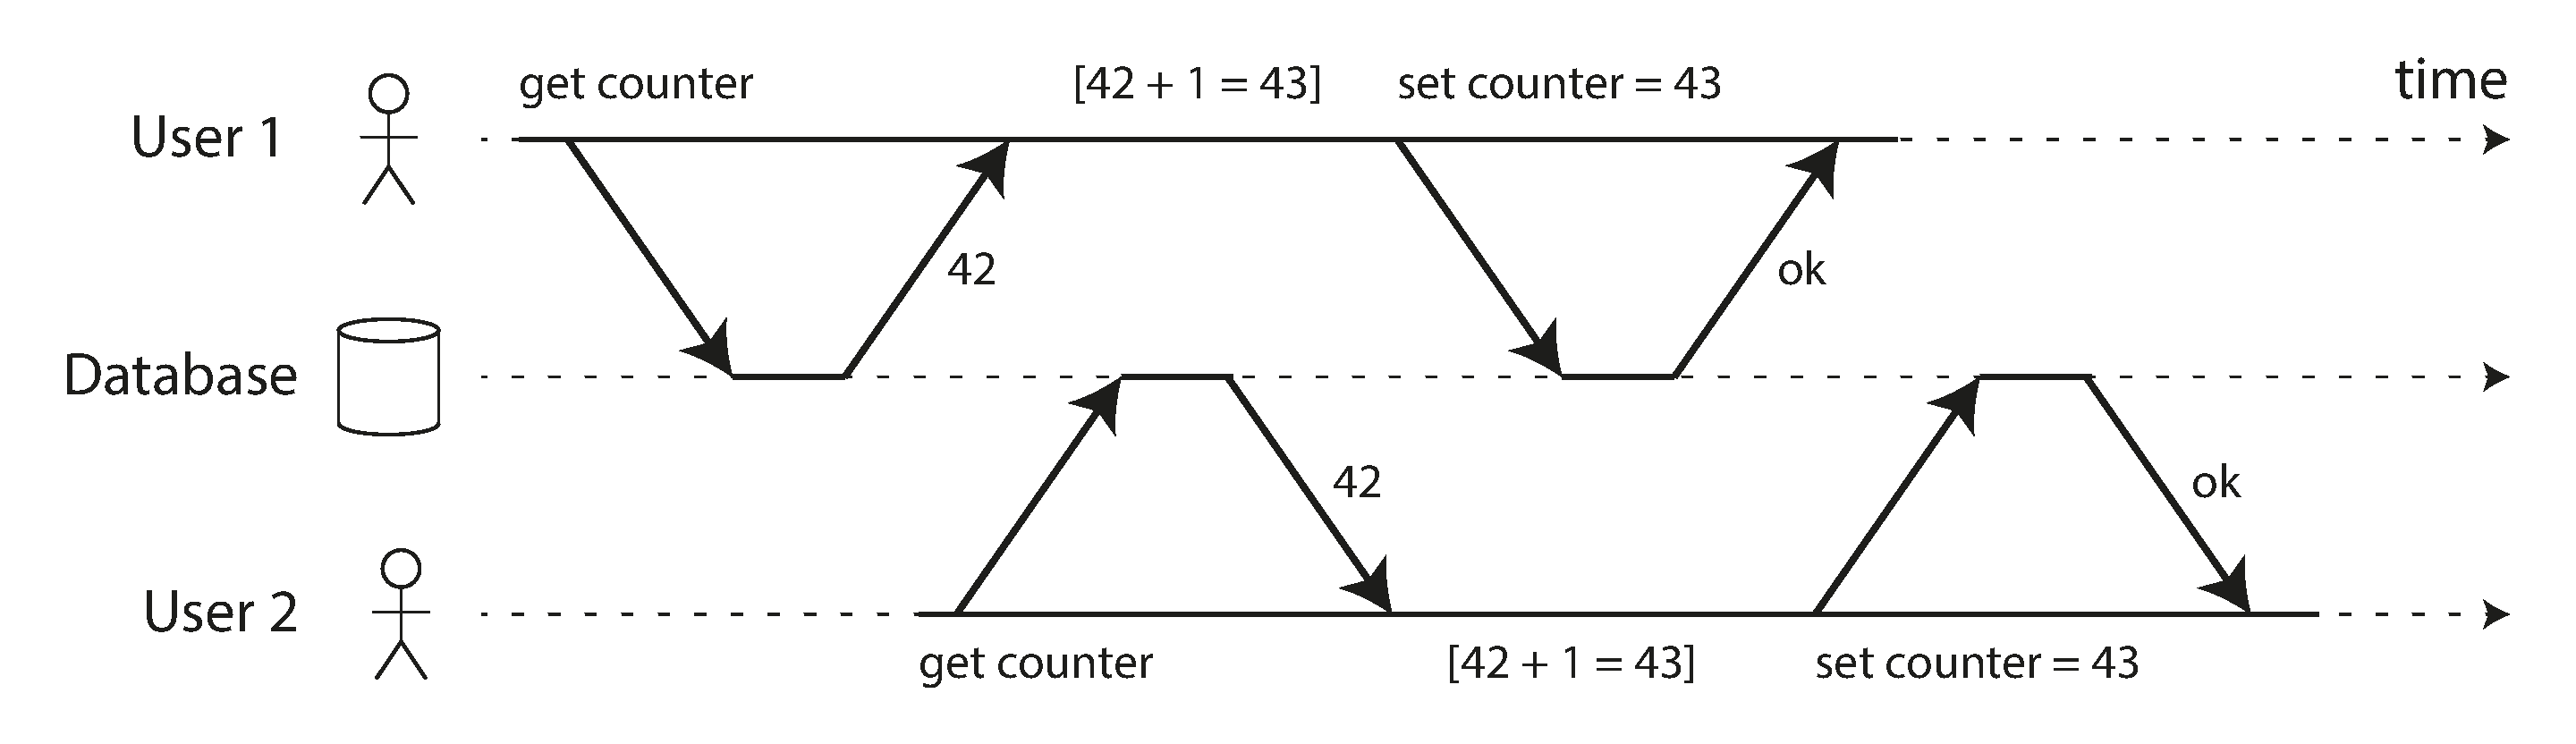 get counter [42 + 1 = 43] set counter = 43 time
User 1
42 ok
Database
42 ok
User 2
get counter [42 + 1 = 43] set counter = 43